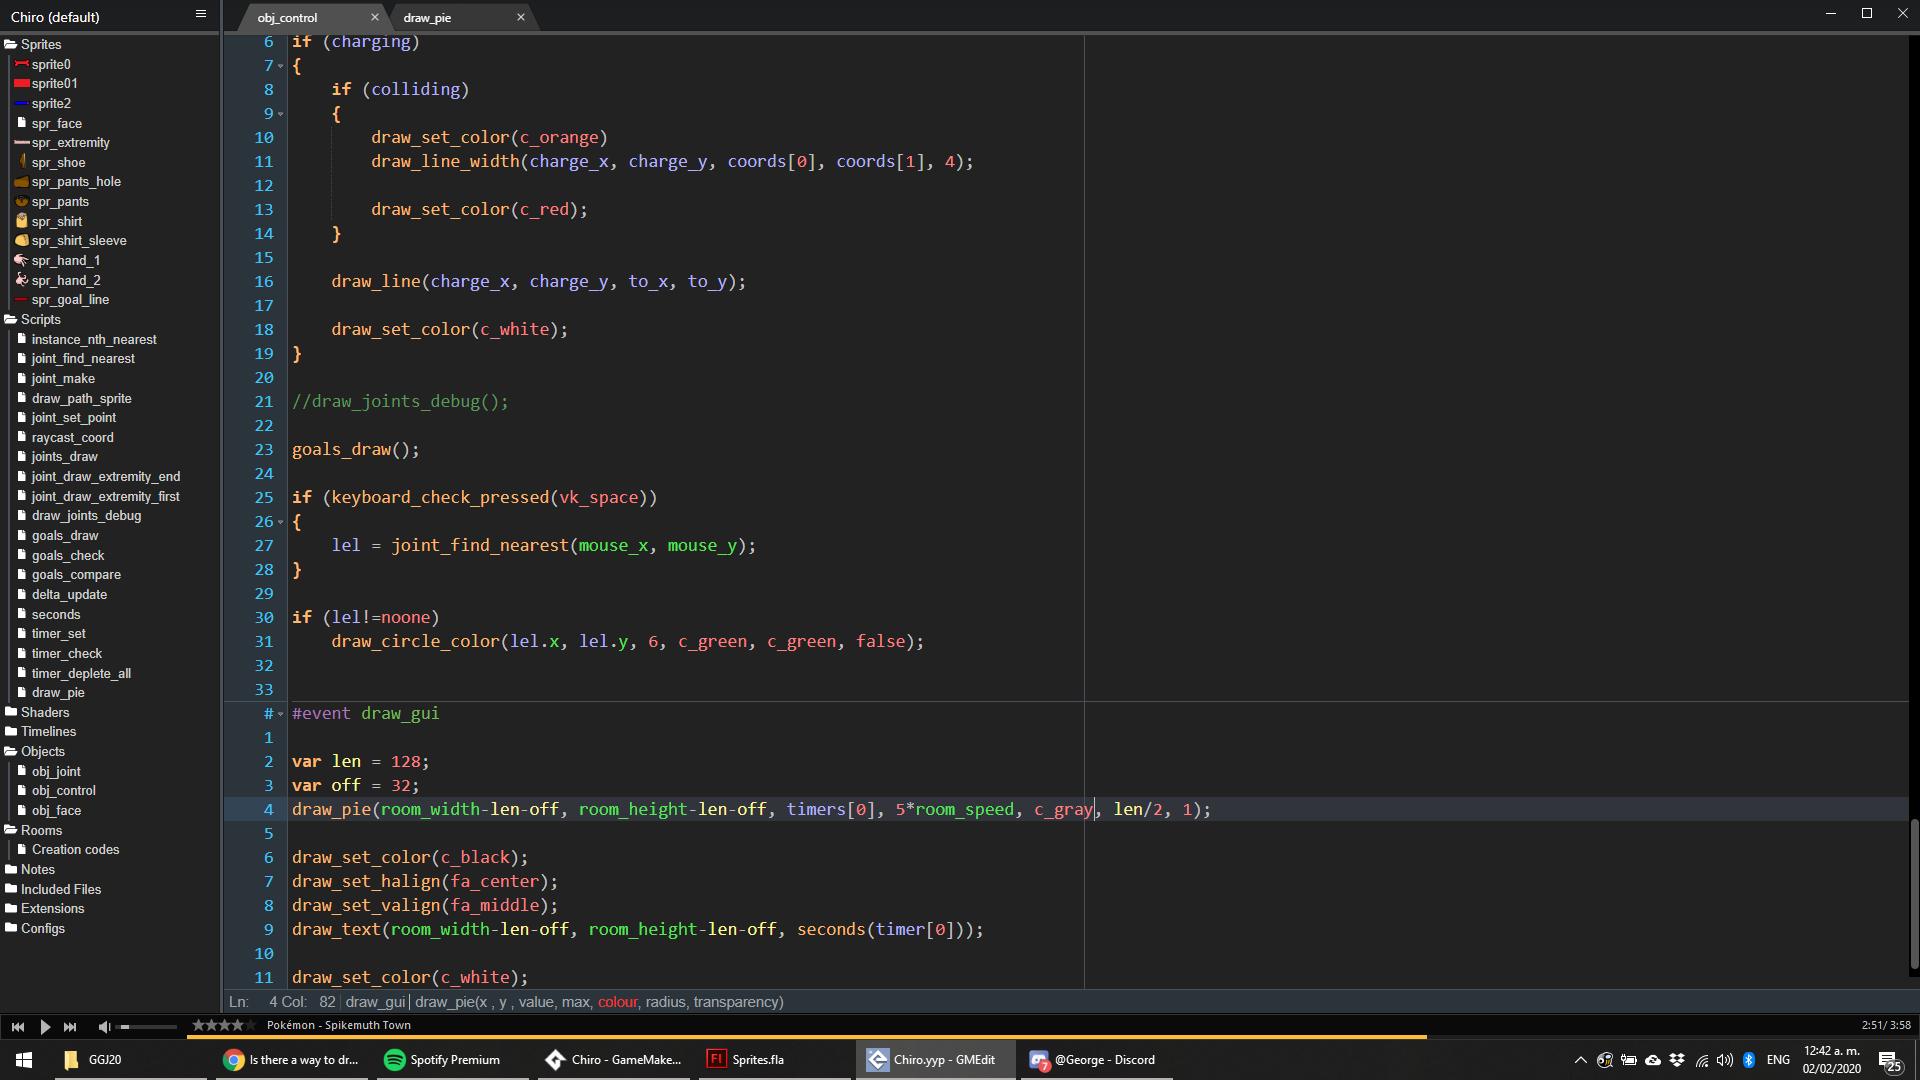 Chiro (default)
obj_control
draw_pie
Sprites
sprite0
sprite01
sprite2
spr_face
spr_extremity
spr_shoe
spr_pants_hole
spr_pants
spr_shirt
spr_shirt_sleeve
spr_hand_1
spr_hand_2
spr_goal_line
Scripts
instance_nth_nearest
joint_find_nearest
joint_make
draw_path_sprite
joint_set_point
raycast_coord
joints_draw
joint_draw_extremity_end
joint_draw_extremity_first
draw_joints_debug
goals_draw
goals_check
goals_compare
delta_update
seconds
timer_set
timer_check
timer_deplete_all
draw_pie
Shaders
Timelines
Objects
obj_joint
obj_control
obj_face
Rooms
Creation codes
Notes
Included Files
Extensions
Configs
6 if (charging)
7 {
8     if (colliding)
9     {
10         draw_set_color(c_orange)
11         draw_line_width(charge_x, charge_y, coords[0], coords[1], 4);
12
13         draw_set_color(c_red);
14     }
15
16     draw_line(charge_x, charge_y, to_x, to_y);
17
18     draw_set_color(c_white);
19 }
20
21 //draw_joints_debug();
22
23 goals_draw();
24
25 if (keyboard_check_pressed(vk_space))
26 {
27     lel = joint_find_nearest(mouse_x, mouse_y);
28 }
29
30 if (lel!=noone)
31     draw_circle_color(lel.x, lel.y, 6, c_green, c_green, false);
32
33
# #event draw_gui
1
2 var len = 128;
3 var off = 32;
4 draw_pie(room_width-len-off, room_height-len-off, timers[0], 5*room_speed, c_gray, len/2, 1);
5
6 draw_set_color(c_black);
7 draw_set_halign(fa_center);
8 draw_set_valign(fa_middle);
9 draw_text(room_width-len-off, room_height-len-off, seconds(timer[0]));
10
11 draw_set_color(c_white);
Ln: 4 Col: 82 draw_gui draw_pie(x , y , value, max, colour, radius, transparency)
Pokémon - Spikemuth Town
2:51/ 3:58
GGJ20
Is there a way to dr...
Spotify Premium
Chiro - GameMake...
Fl
Sprites.fla
Chiro.yyp - GMEdit
7
@George - Discord
ENG
12:42 a. m.
02/02/2020
25